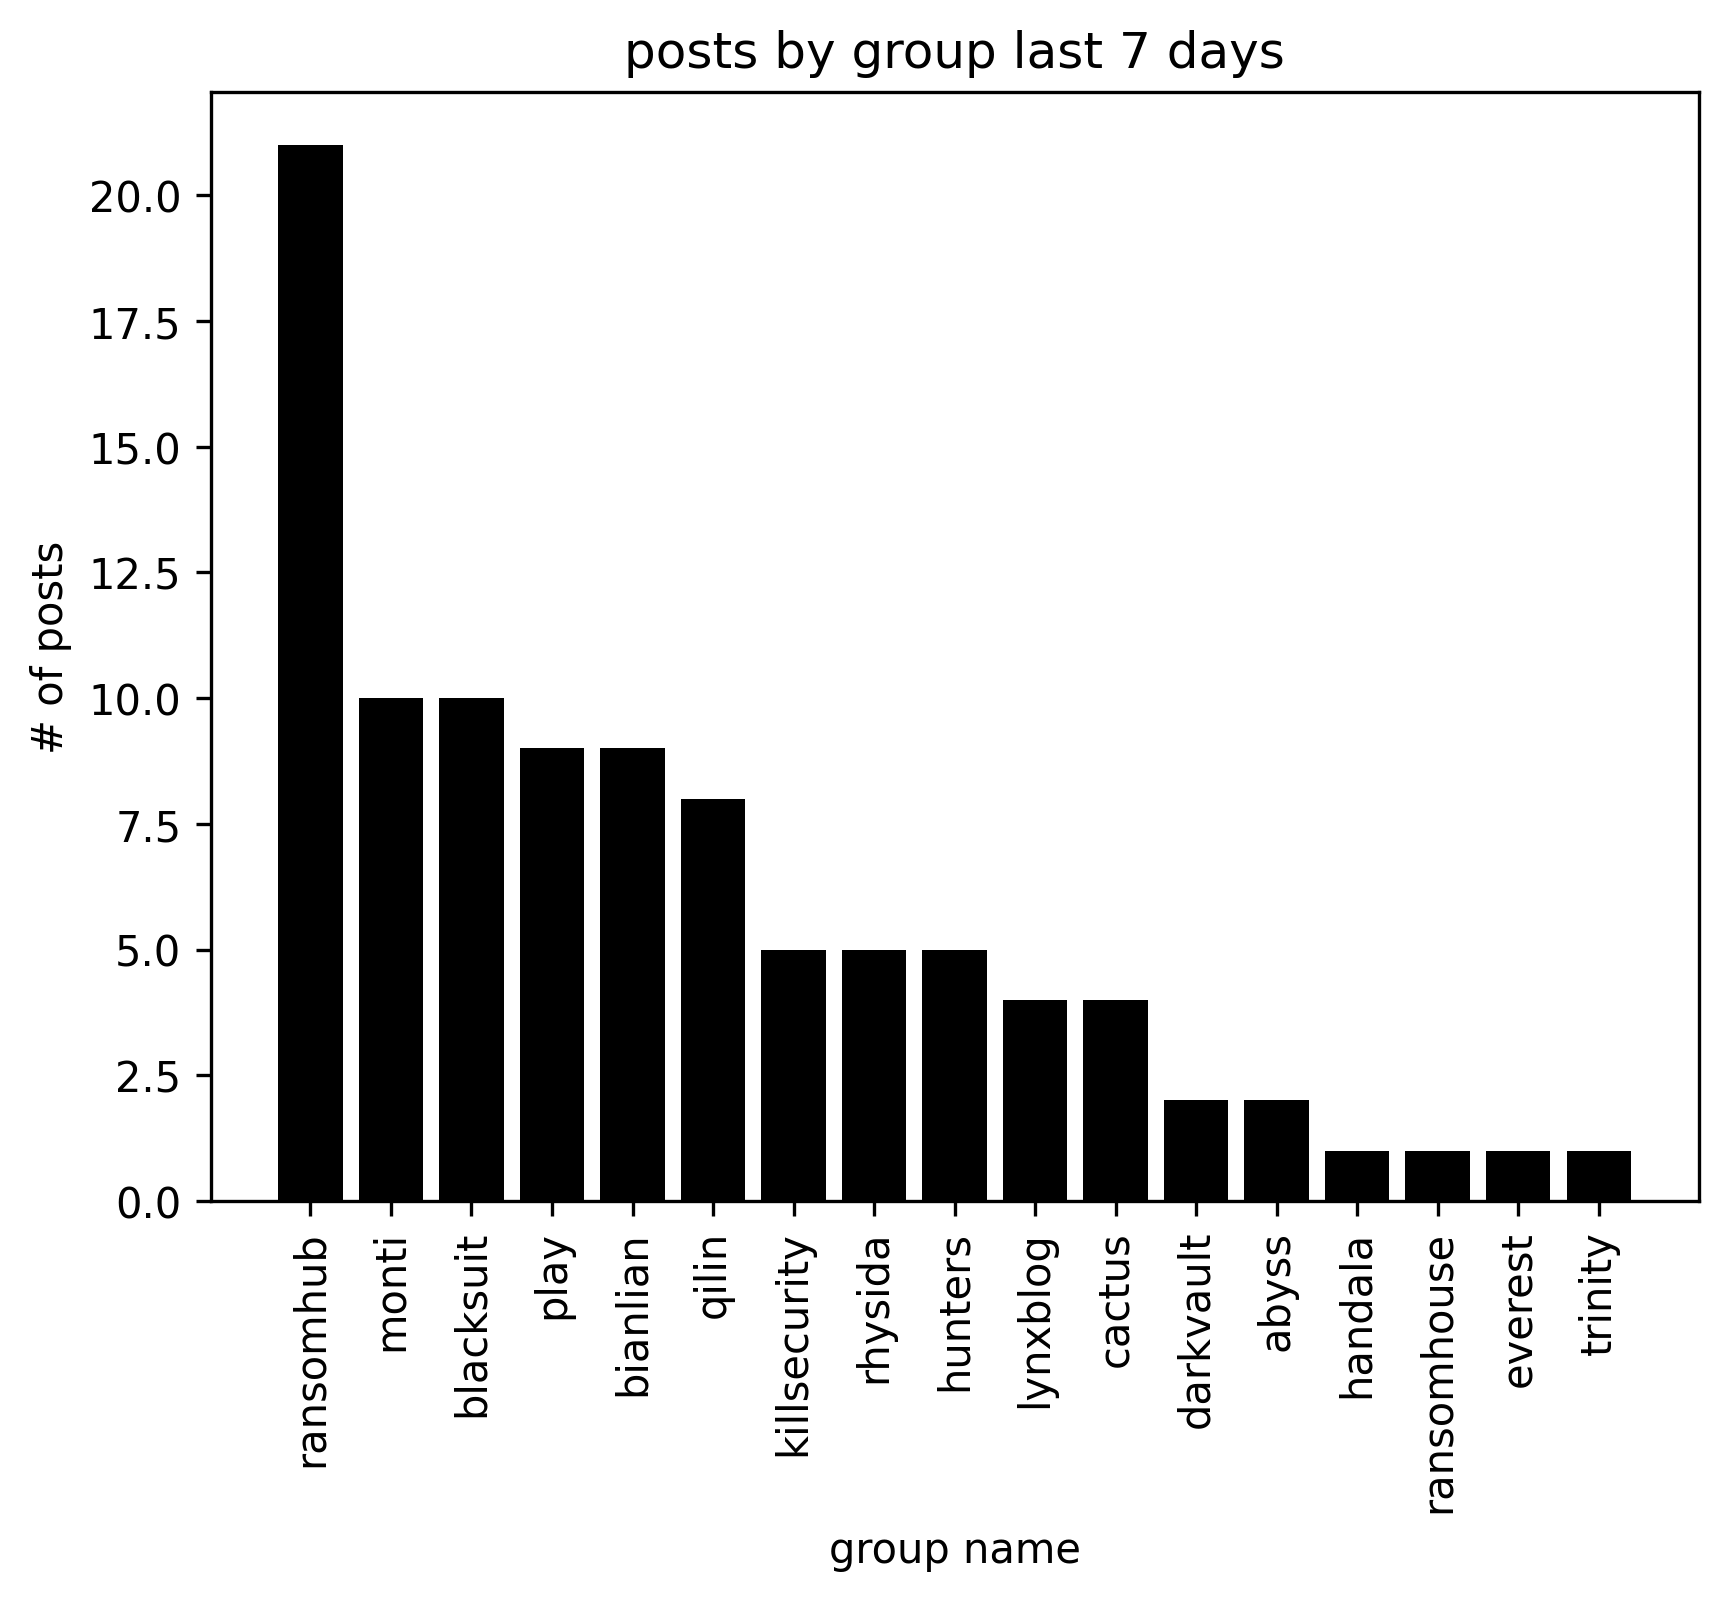 posts by group last 7 days
# of posts
20.0
17.5
15.0
12.5
10.0
7.5
5.0
2.5
0.0
ransomhub
monti
blacksuit
play
bianlian
qilin
killsecurity
rhysida
hunters
lynxblog
cactus
darkvault
abyss
handala
ransomhouse
everest
trinity
group name